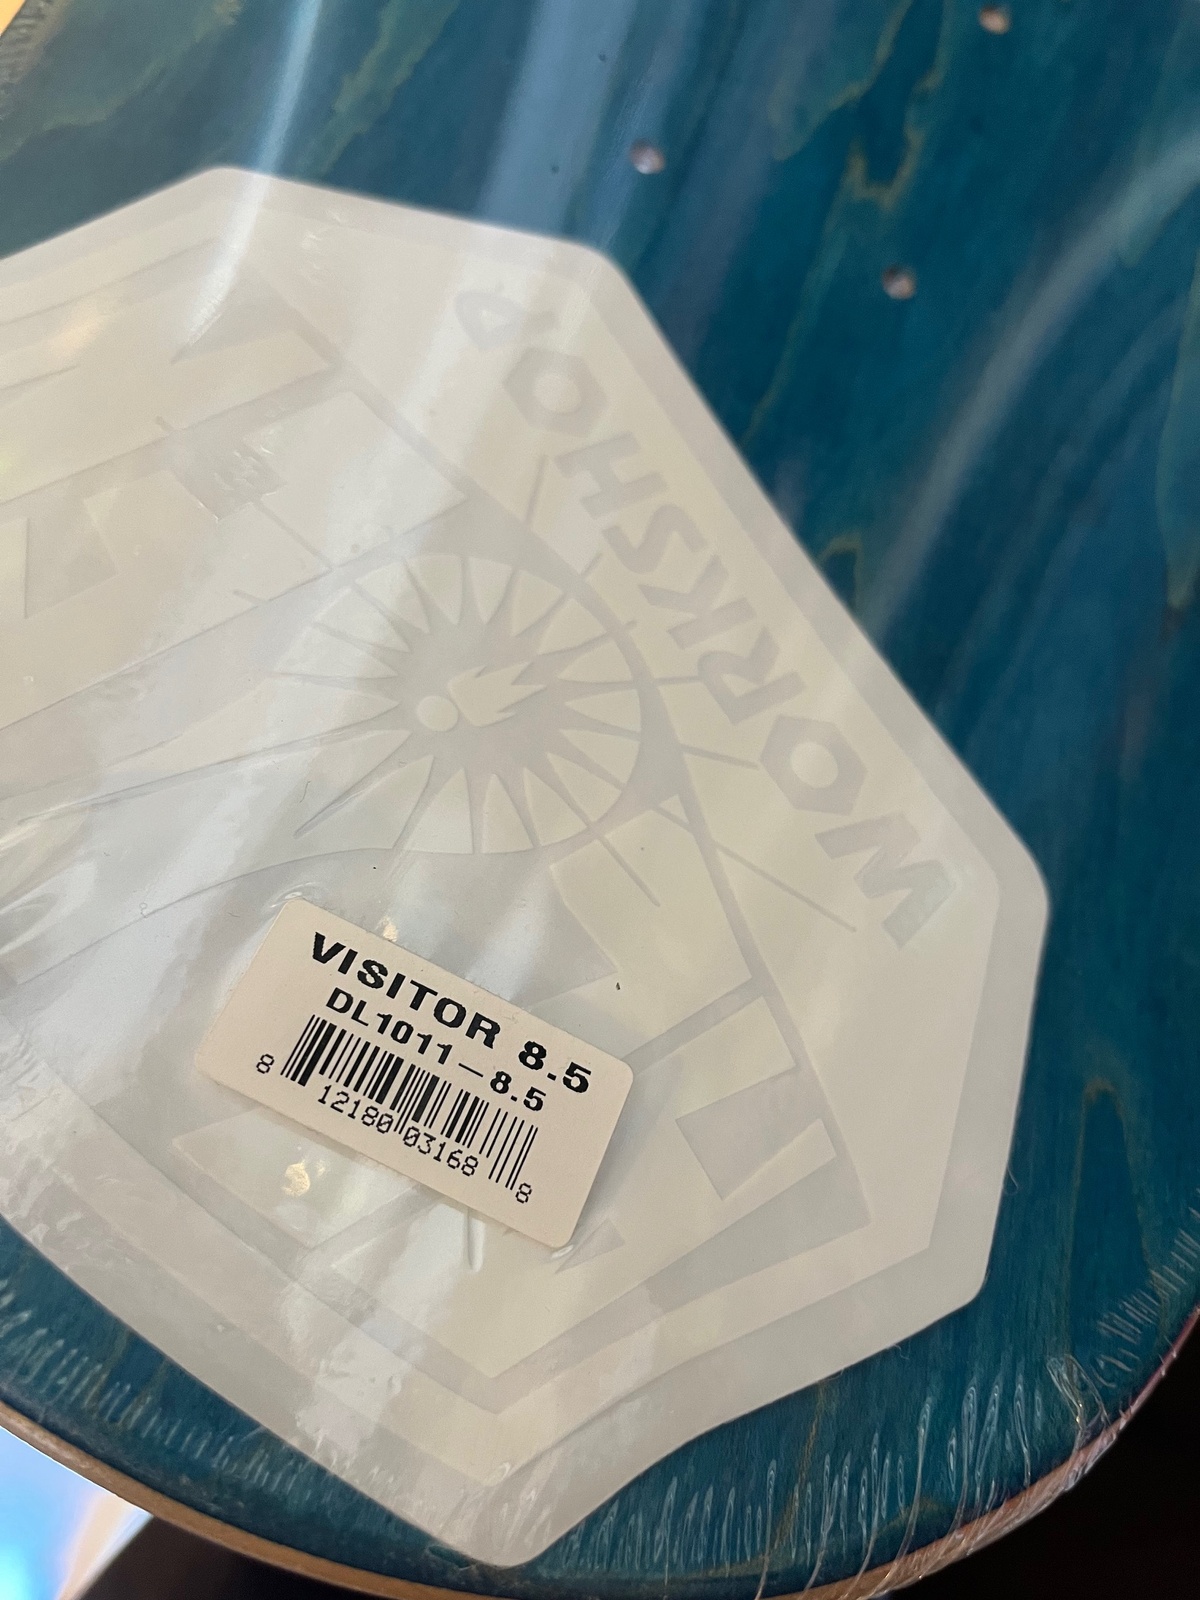 WORKSHOP
VISITOR 8.5
DL1011-8.5
8 12180 03168 8